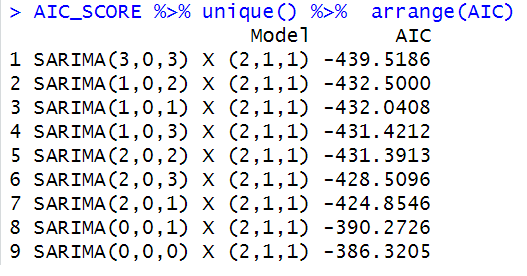 > AIC_SCORE %>% unique() %>%  arrange(AIC)
Model AIC
1 SARIMA(3,0,3) X (2,1,1) -439.5186
2 SARIMA(1,0,2) X (2,1,1) -432.5000
3 SARIMA(1,0,1) X (2,1,1) -432.0408
4 SARIMA(1,0,3) X (2,1,1) -431.4212
5 SARIMA(2,0,2) X (2,1,1) -431.3913
6 SARIMA(2,0,3) X (2,1,1) -428.5096
7 SARIMA(2,0,1) X (2,1,1) -424.8546
8 SARIMA(0,0,1) X (2,1,1) -390.2726
9 SARIMA(0,0,0) X (2,1,1) -386.3205